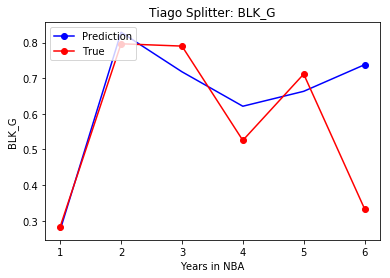 Tiago Splitter: BLK_G
Prediction
True
0.8
0.7
0.6
0.5
0.4
0.3
BLK_G
1 2 3 4 5 6
Years in NBA